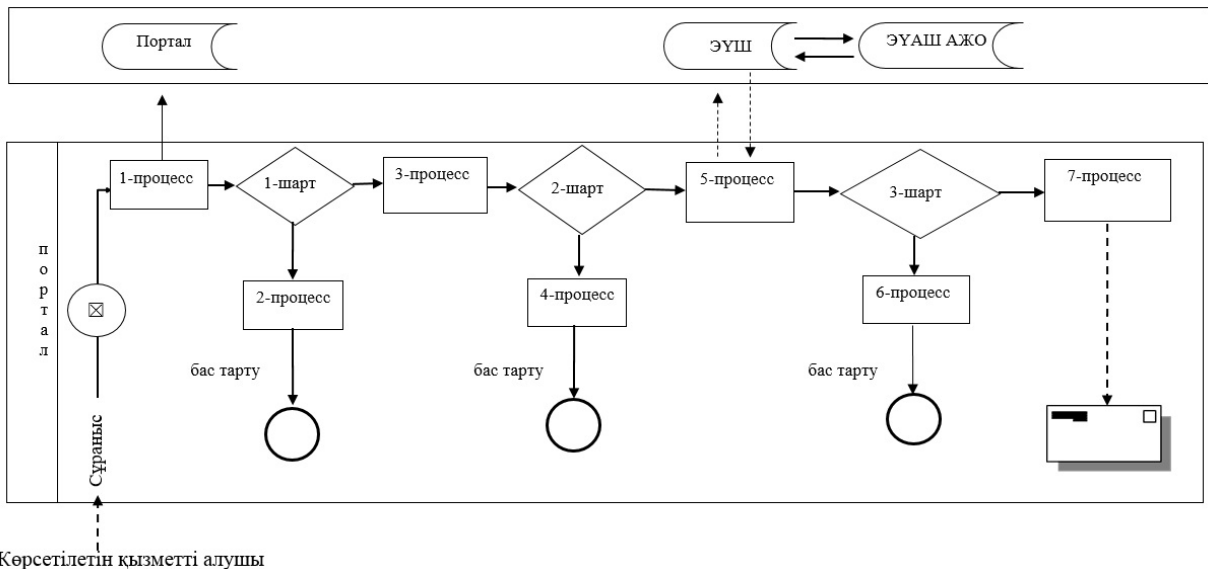 Портал
ЭҮШ
ЭҮАШ АЖО
1-процесс
1-шарт
3-процесс
2-шарт
5-процесс
3-шарт
7-процесс
портал
2-процесс
4-процесс
6-процесс
бас тарту
бас тарту
бас тарту
Сұраныс
Көрсетілетін қызметті алушы